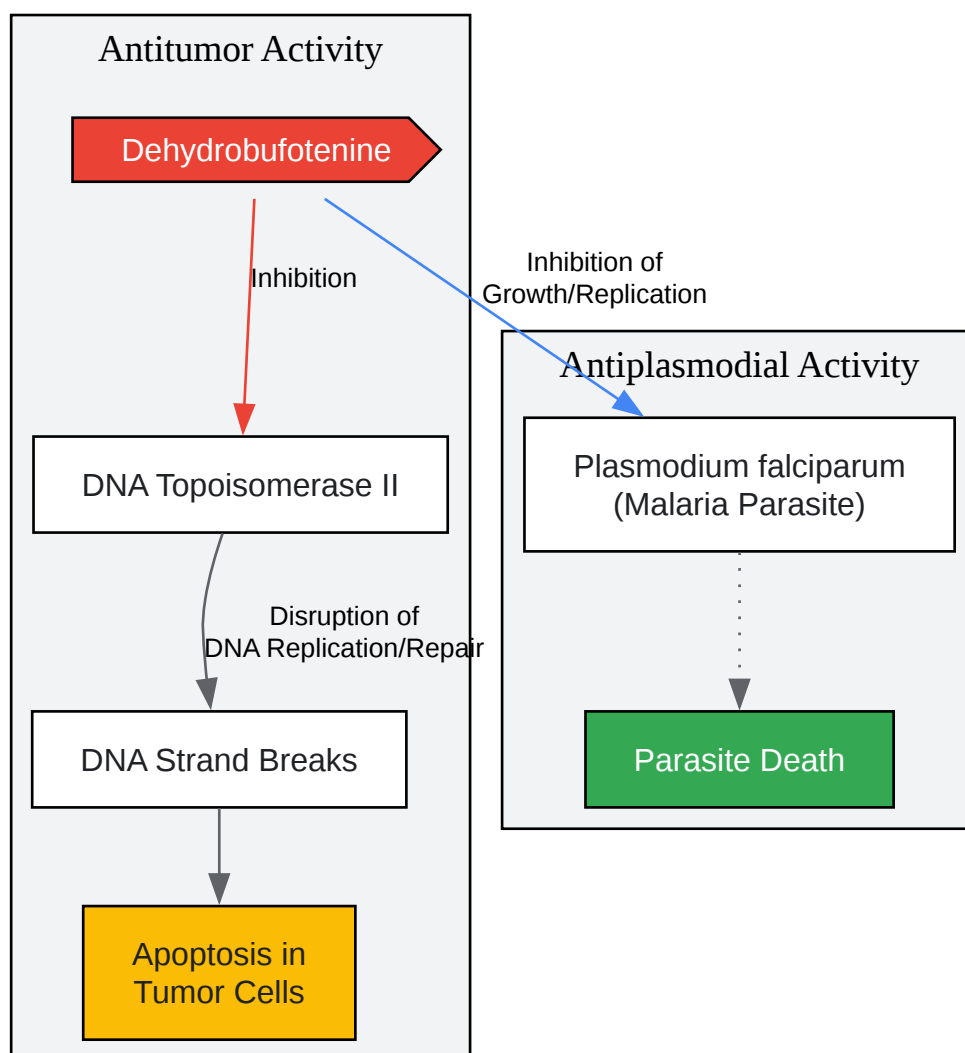 Antitumor Activity
Dehydrobufotenine
Inhibition
Inhibition of
Growth/Replication
Antiplasmodial Activity
DNA Topoisomerase II
Plasmodium falciparum
(Malaria Parasite)
Disruption of
DNA Replication/Repair
DNA Strand Breaks
Parasite Death
Apoptosis in
Tumor Cells